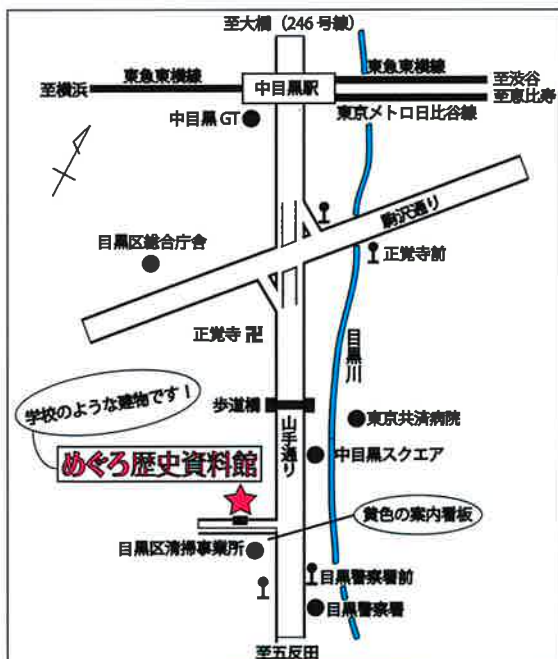 至大橋（246号線）
東急東横線
東急東横線
至横浜
中目黒駅
至渋谷
至恵比寿
中目黒GT
東京メトロ日比谷線
駒沢通り
目黒区総合庁舎
正覚寺前
正覚寺卍
目黒川
学校のような建物です！
歩道橋
山手通り
東京共済病院
めぐろ歴史資料館
中目黒スクエア
黄色の案内看板
目黒区清掃事業所
目黒警察署前
目黒警察署
至五反田